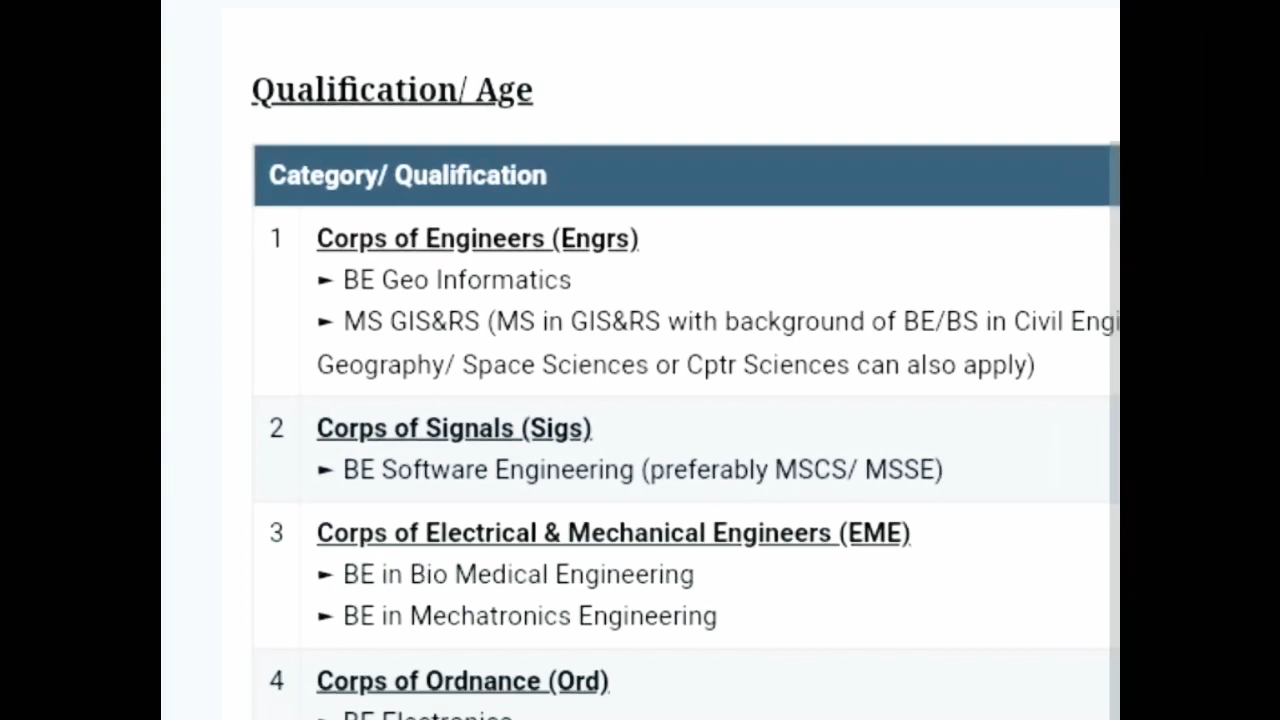 Qualification/ Age
Category/ Qualification
1 Corps of Engineers (Engrs)
► BE Geo Informatics
► MS GIS&RS (MS in GIS&RS with background of BE/BS in Civil Engi
Geography/ Space Sciences or Cptr Sciences can also apply)
2 Corps of Signals (Sigs)
► BE Software Engineering (preferably MSCS/ MSSE)
3 Corps of Electrical & Mechanical Engineers (EME)
► BE in Bio Medical Engineering
► BE in Mechatronics Engineering
4 Corps of Ordnance (Ord)
► BE Electronics